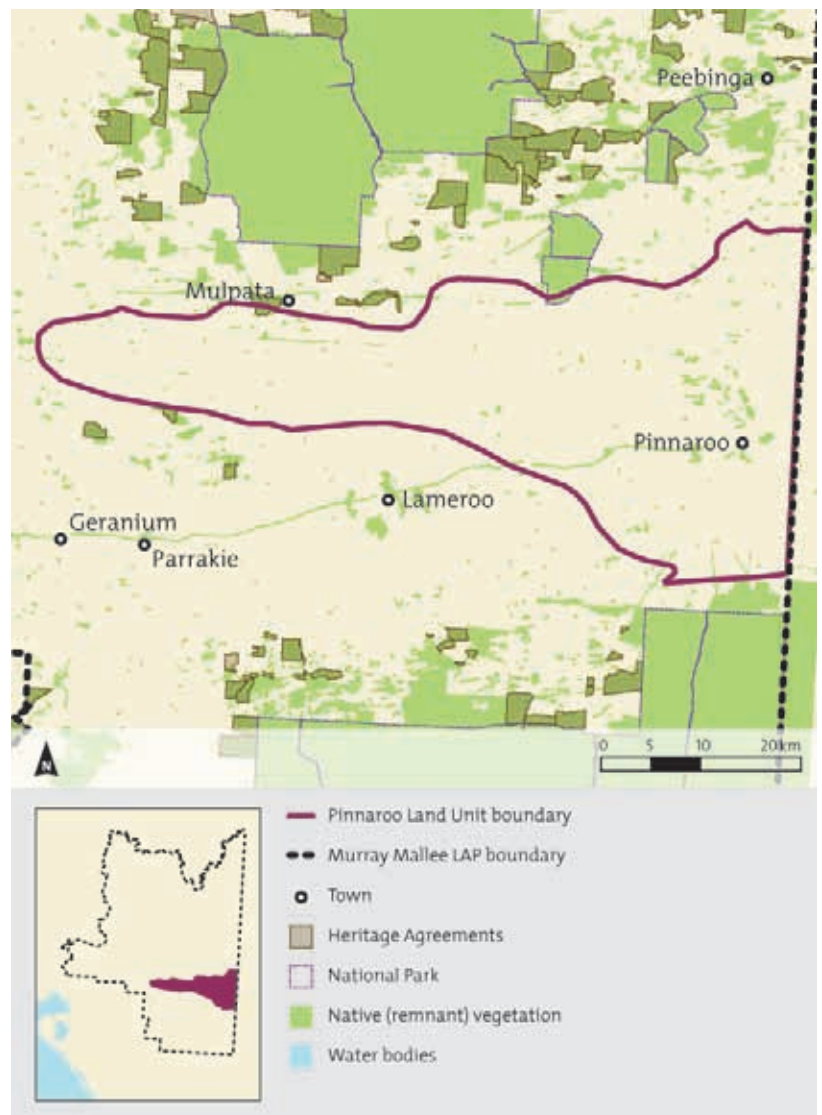 Peebinga
Mulpata
Pinnaroo
Lameroo
Geranium
Parrakie
N
0 5 10 20km
Pinnaroo Land Unit boundary
Murray Mallee LAP boundary
Town
Heritage Agreements
National Park
Native (remnant) vegetation
Water bodies